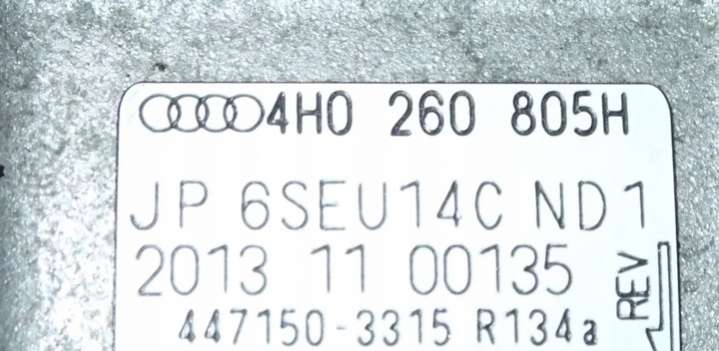 4H0 260 805H
JP 6SEU14C ND1
2013 11 00135
447150-3315 R134a
REV